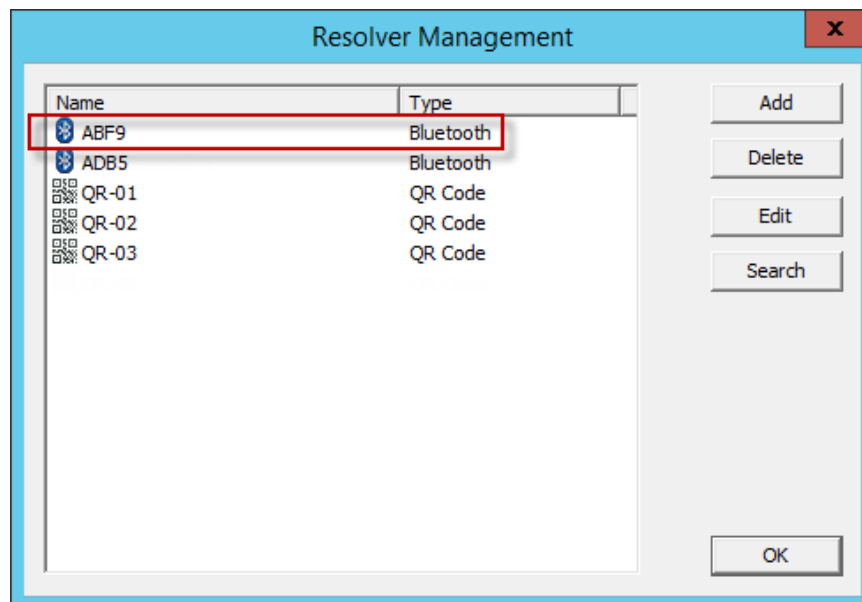 Resolver Management
x
Name Type
ABF9 Bluetooth
ADB5 Bluetooth
QR-01 QR Code
QR-02 QR Code
QR-03 QR Code
Add
Delete
Edit
Search
OK